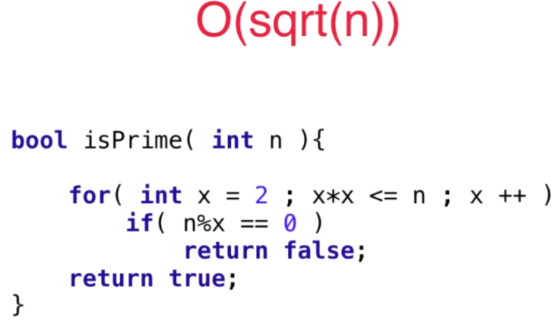 O(sqrt(n))
bool isPrime( int n ){
for( int x = 2 ; x*x <= n ; x ++ )
if( n%x == 0 )
return false;
return true;
}